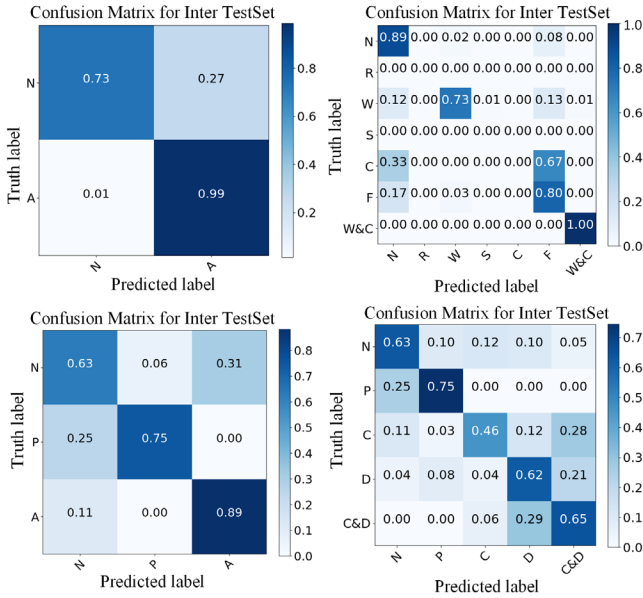 Confusion Matrix for Inter TestSet
Truth label
N
0.73
0.27
A
0.01
0.99
N
A
Predicted label
0.8
0.6
0.4
0.2
Confusion Matrix for Inter TestSet
Truth label
N 0.89 0.00 0.02 0.00 0.00 0.08 0.00
R 0.00 0.00 0.00 0.00 0.00 0.00 0.00
W 0.12 0.00 0.73 0.01 0.00 0.13 0.01
S 0.00 0.00 0.00 0.00 0.00 0.00 0.00
C 0.33 0.00 0.00 0.00 0.00 0.67 0.00
F 0.17 0.00 0.03 0.00 0.00 0.80 0.00
W&C 0.00 0.00 0.00 0.00 0.00 0.00 1.00
N R W S C F W&C
Predicted label
1.0
0.8
0.6
0.4
0.2
0.0
Confusion Matrix for Inter TestSet
Truth label
N 0.63 0.06 0.31
P 0.25 0.75 0.00
A 0.11 0.00 0.89
N P A
Predicted label
0.8
0.7
0.6
0.5
0.4
0.3
0.2
0.1
0.0
Confusion Matrix for Inter TestSet
Truth label
N 0.63 0.10 0.12 0.10 0.05
P 0.25 0.75 0.00 0.00 0.00
C 0.11 0.03 0.46 0.12 0.28
D 0.04 0.08 0.04 0.62 0.21
C&D 0.00 0.00 0.06 0.29 0.65
N P C D C&D
Predicted label
0.7
0.6
0.5
0.4
0.3
0.2
0.1
0.0